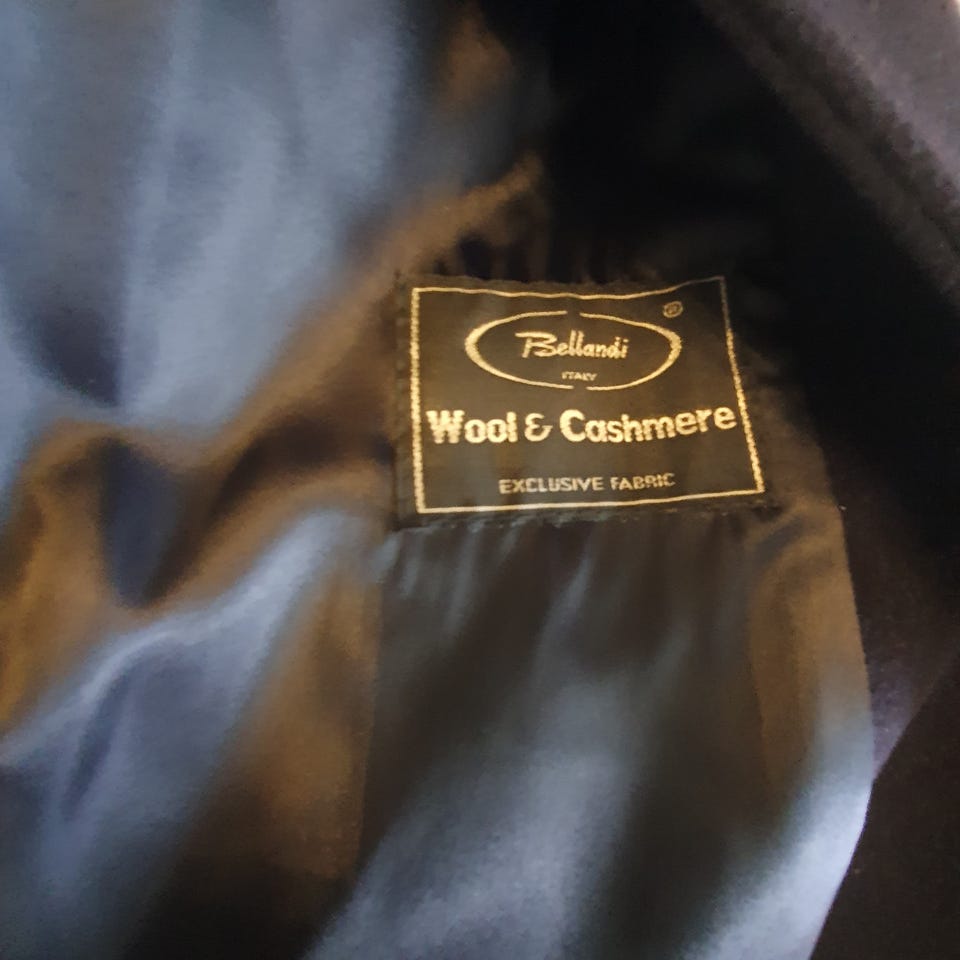 Bellandi
ITALY
Wool & Cashmere
EXCLUSIVE FABRIC
®